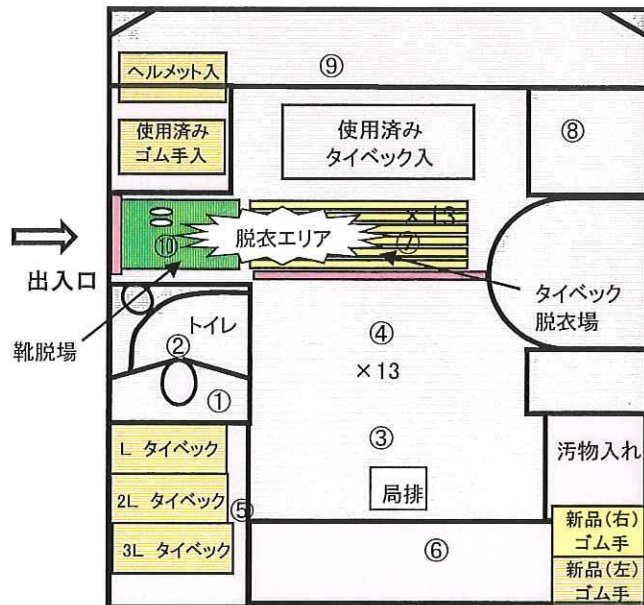 ⑨
ヘルメット入
使用済み
ゴム手入
使用済み
タイベック入
⑧
×13
⑩
脱衣エリア
⑦
出入口
タイベック
脱衣場
靴脱場
トイレ
②
①
④
×13
③
局排
L タイベック
2L タイベック
3L タイベック
⑤
⑥
汚物入れ
新品(右)
ゴム手
新品(左)
ゴム手